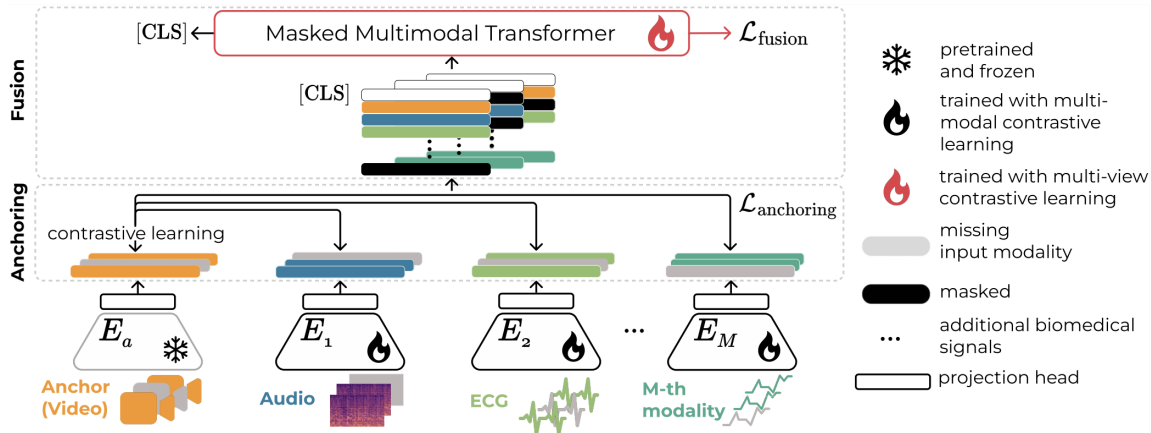 Fusion
[CLS]
Masked Multimodal Transformer
ℒfusion
[CLS]
Anchoring
ℒanchoring
contrastive learning
Eₐ
E₁
E₂
...
E_M
Anchor
(Video)
Audio
ECG
M-th
modality
pretrained
and frozen
trained with multi-
modal contrastive
learning
trained with multi-view
contrastive learning
missing
input modality
masked
additional biomedical
signals
projection head